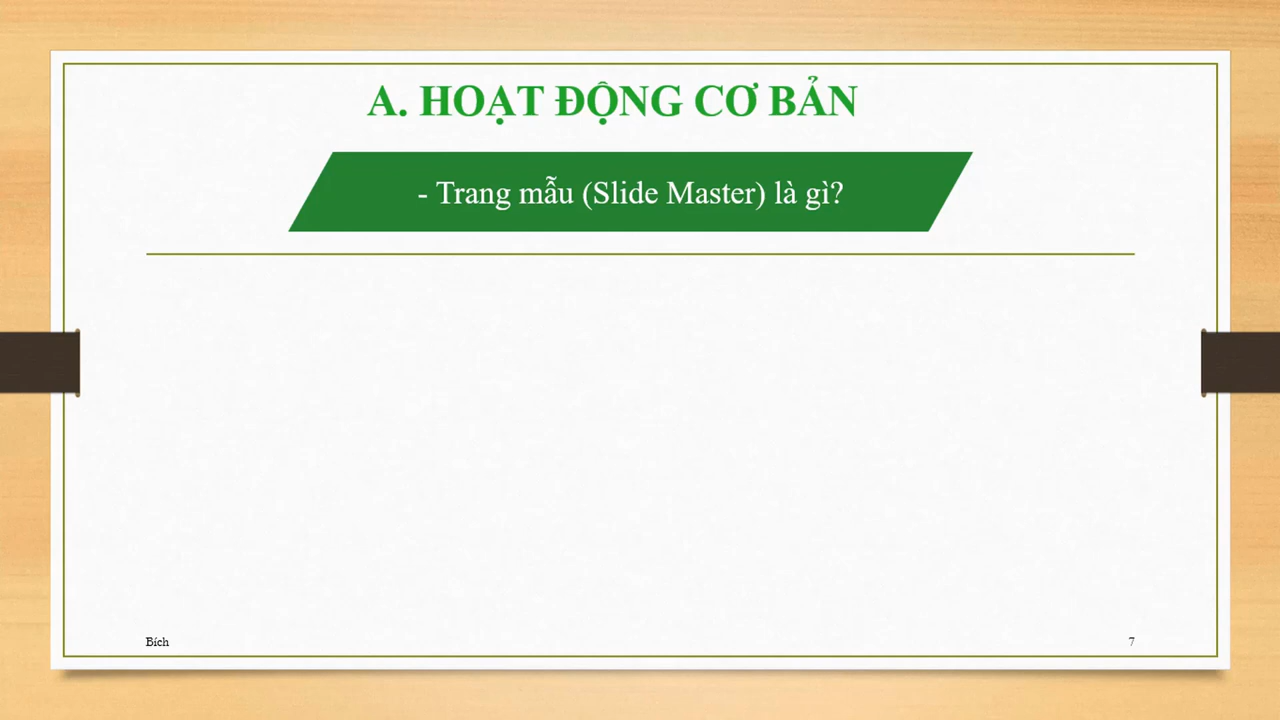 A. HOẠT ĐỘNG CƠ BẢN
- Trang mẫu (Slide Master) là gì?
Bích
7